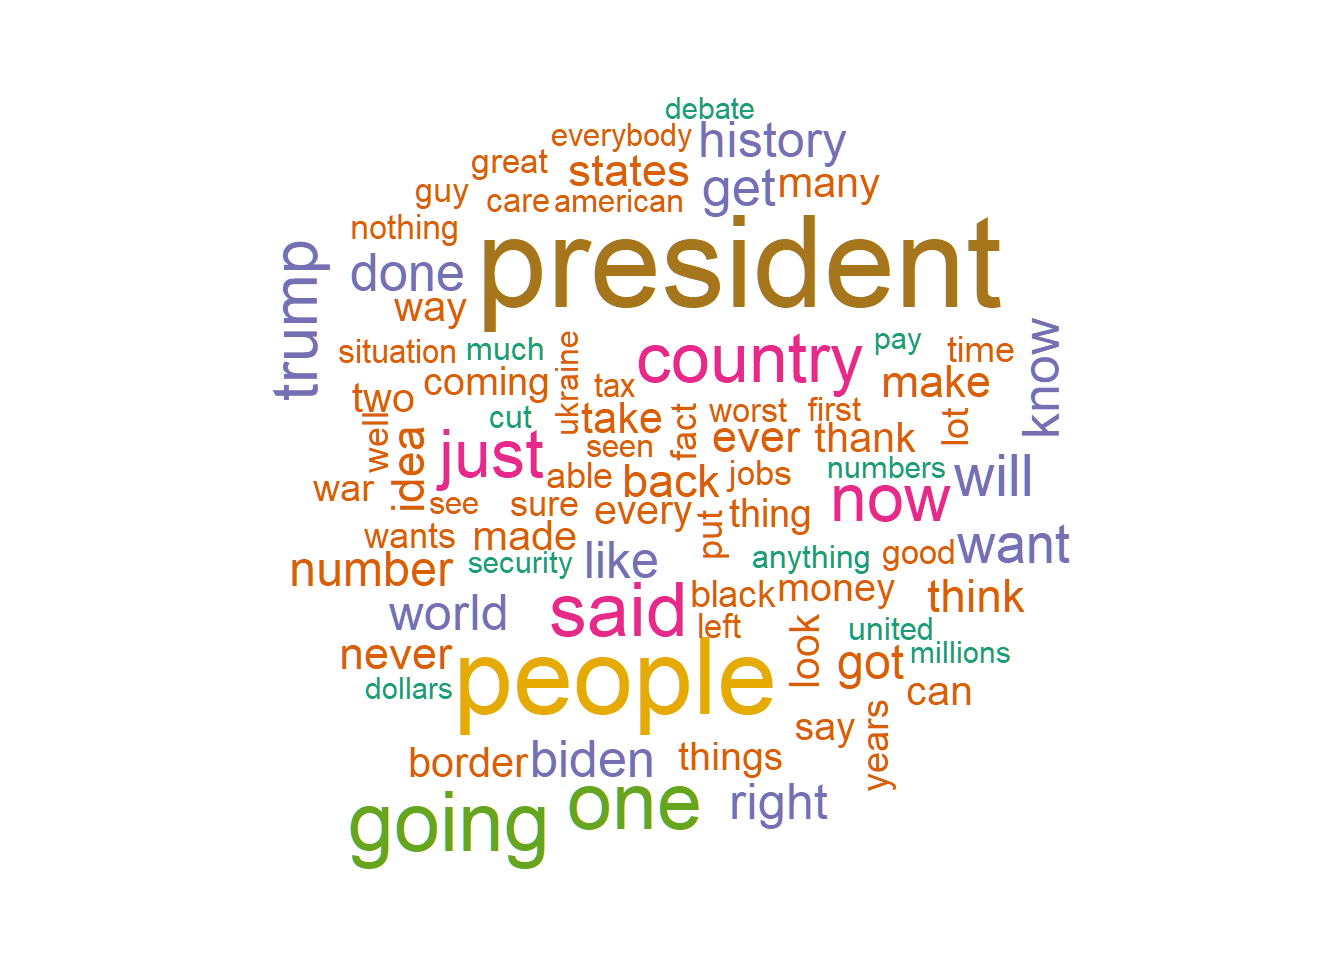 debate
everybody
history
great
states
get
many
guy
care
american
nothing
president
trump
done
way
situation
much
ukraine
country
pay
time
know
coming
tax
make
two
cut
take
fact
worst
first
lot
well
idea
just
seen
ever
thank
able
back
jobs
numbers
will
war
see
sure
every
put
thing
now
wants
made
number
security
like
anything
good
want
world
said
black
money
think
left
look
united
never
people
got
millions
dollars
can
say
years
border
biden
things
going
one
right